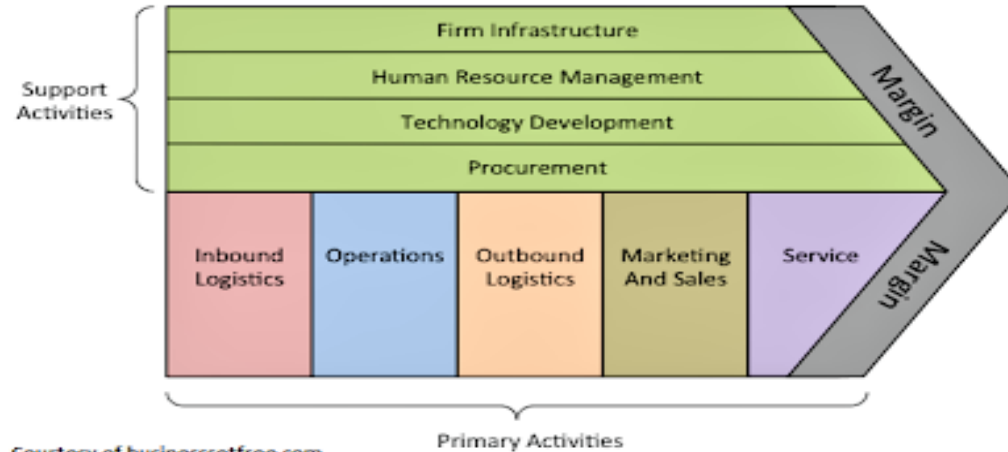 Firm Infrastructure
Human Resource Management
Technology Development
Procurement
Support
Activities
Margin
Inbound
Logistics
Operations
Outbound
Logistics
Marketing
And Sales
Service
Margin
Primary Activities